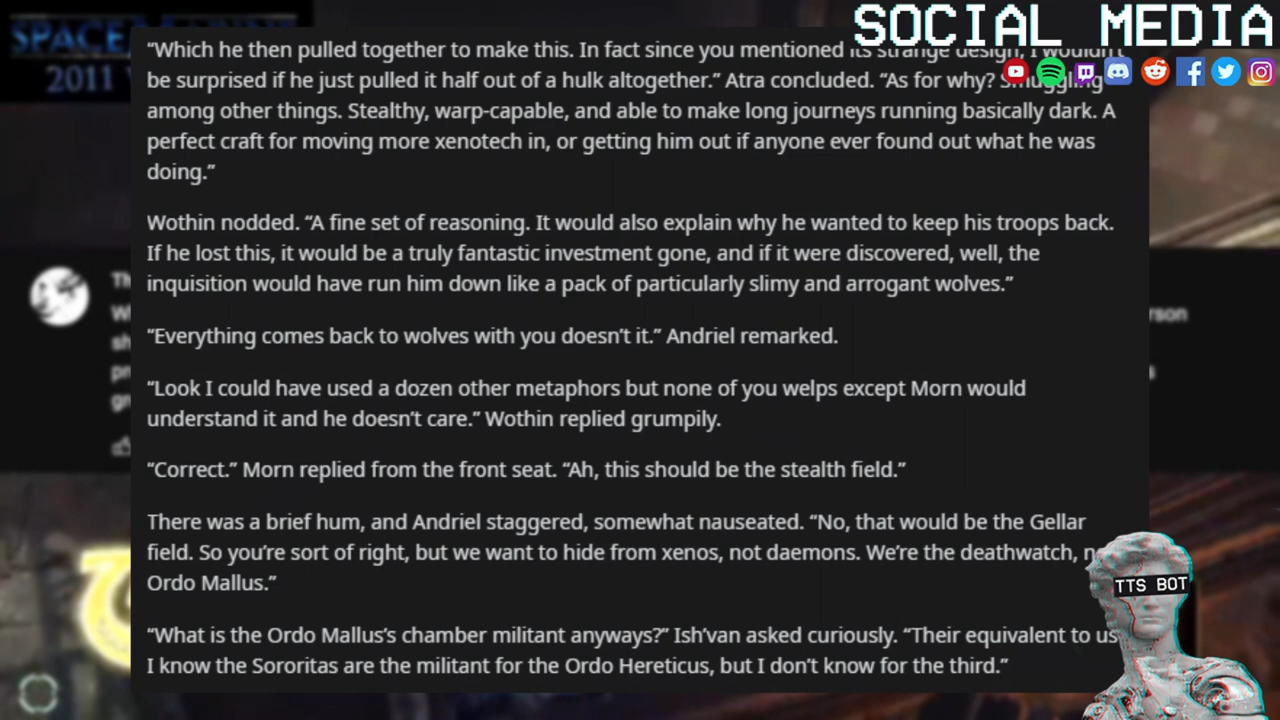 SOCIAL MEDIA
SPACE
2011
“Which he then pulled together to make this. In fact since you mentioned its strange design, I wouldn’t
be surprised if he just pulled it half out of a hulk altogether.” Atra concluded. “As for why? Smuggling
among other things. Stealthy, warp-capable, and able to make long journeys running basically dark. A
perfect craft for moving more xenotech in, or getting him out if anyone ever found out what he was
doing.”
Wothin nodded. “A fine set of reasoning. It would also explain why he wanted to keep his troops back.
If he lost this, it would be a truly fantastic investment gone, and if it were discovered, well, the
inquisition would have run him down like a pack of particularly slimy and arrogant wolves.”
“Everything comes back to wolves with you doesn’t it.” Andriel remarked.
“Look I could have used a dozen other metaphors but none of you welps except Morn would
understand it and he doesn’t care.” Wothin replied grumpily.
“Correct.” Morn replied from the front seat. “Ah, this should be the stealth field.”
There was a brief hum, and Andriel staggered, somewhat nauseated. “No, that would be the Gellar
field. So you’re sort of right, but we want to hide from xenos, not daemons. We’re the deathwatch,
Ordo Mallus.”
“What is the Ordo Mallus’s chamber militant anyways?” Ish’van asked curiously. “Their equivalent to us
I know the Sororitas are the militant for the Ordo Hereticus, but I don’t know for the third.”
TTS BOT